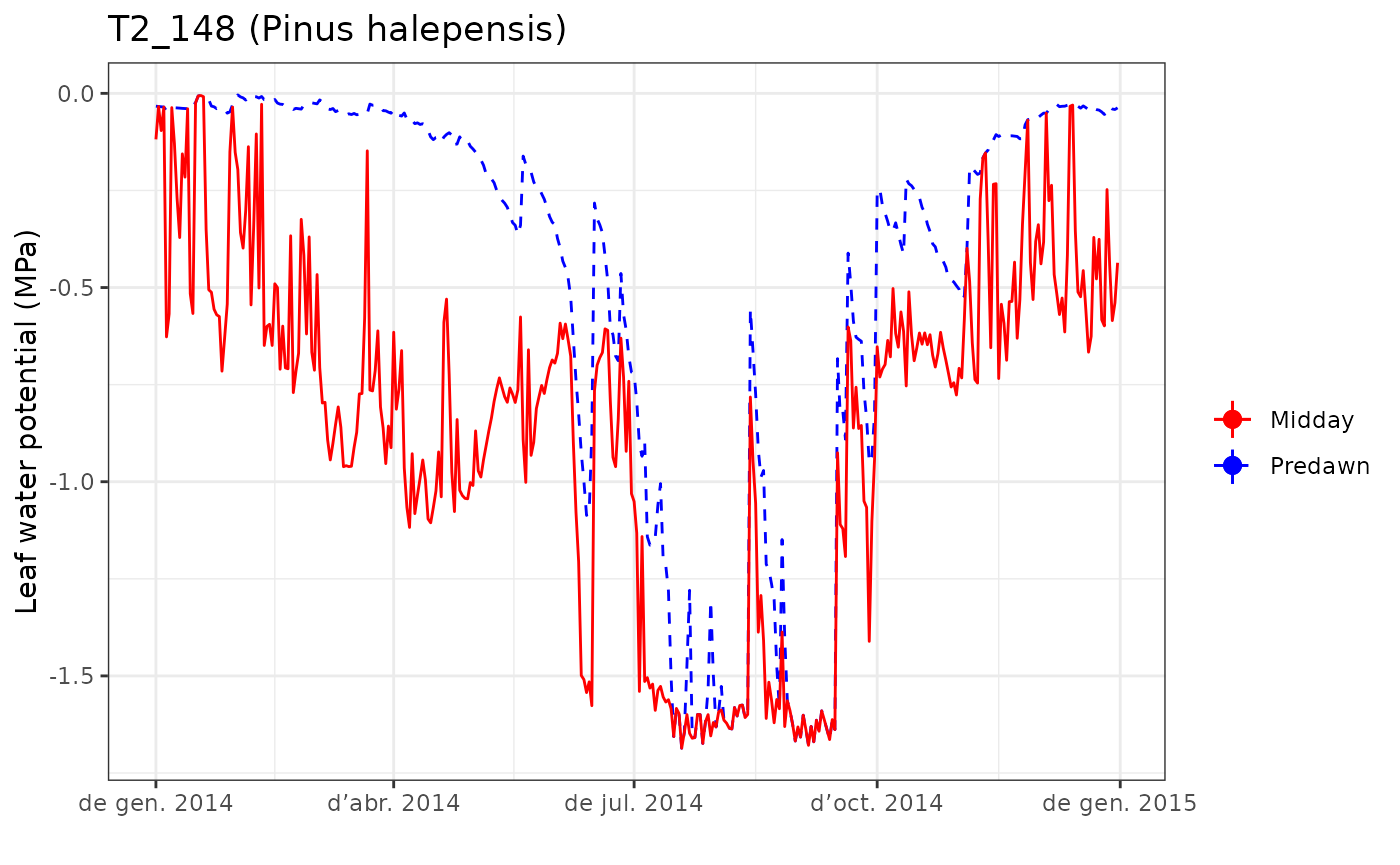 T2_148 (Pinus halepensis)
Leaf water potential (MPa)
0.0
-0.5
-1.0
-1.5
de gen. 2014
d’abr. 2014
de jul. 2014
d’oct. 2014
de gen. 2015
Midday
Predawn